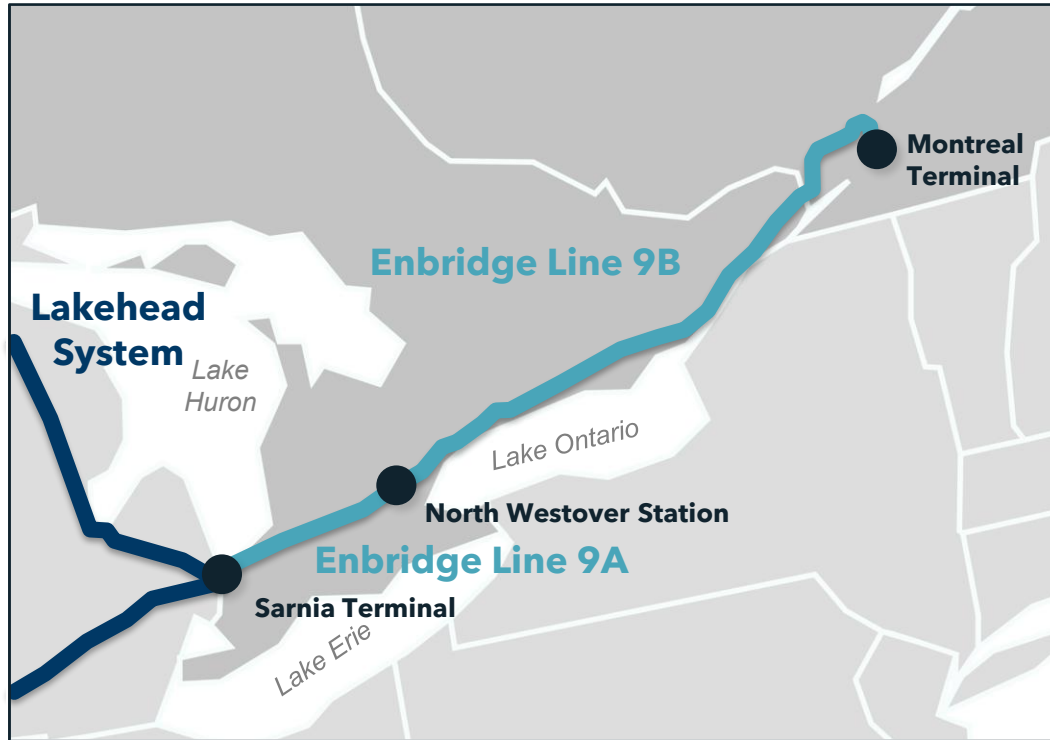 Montreal
Terminal
Enbridge Line 9B
Lakehead
System
Lake
Huron
Lake Ontario
North Westover Station
Enbridge Line 9A
Sarnia Terminal
Lake Erie